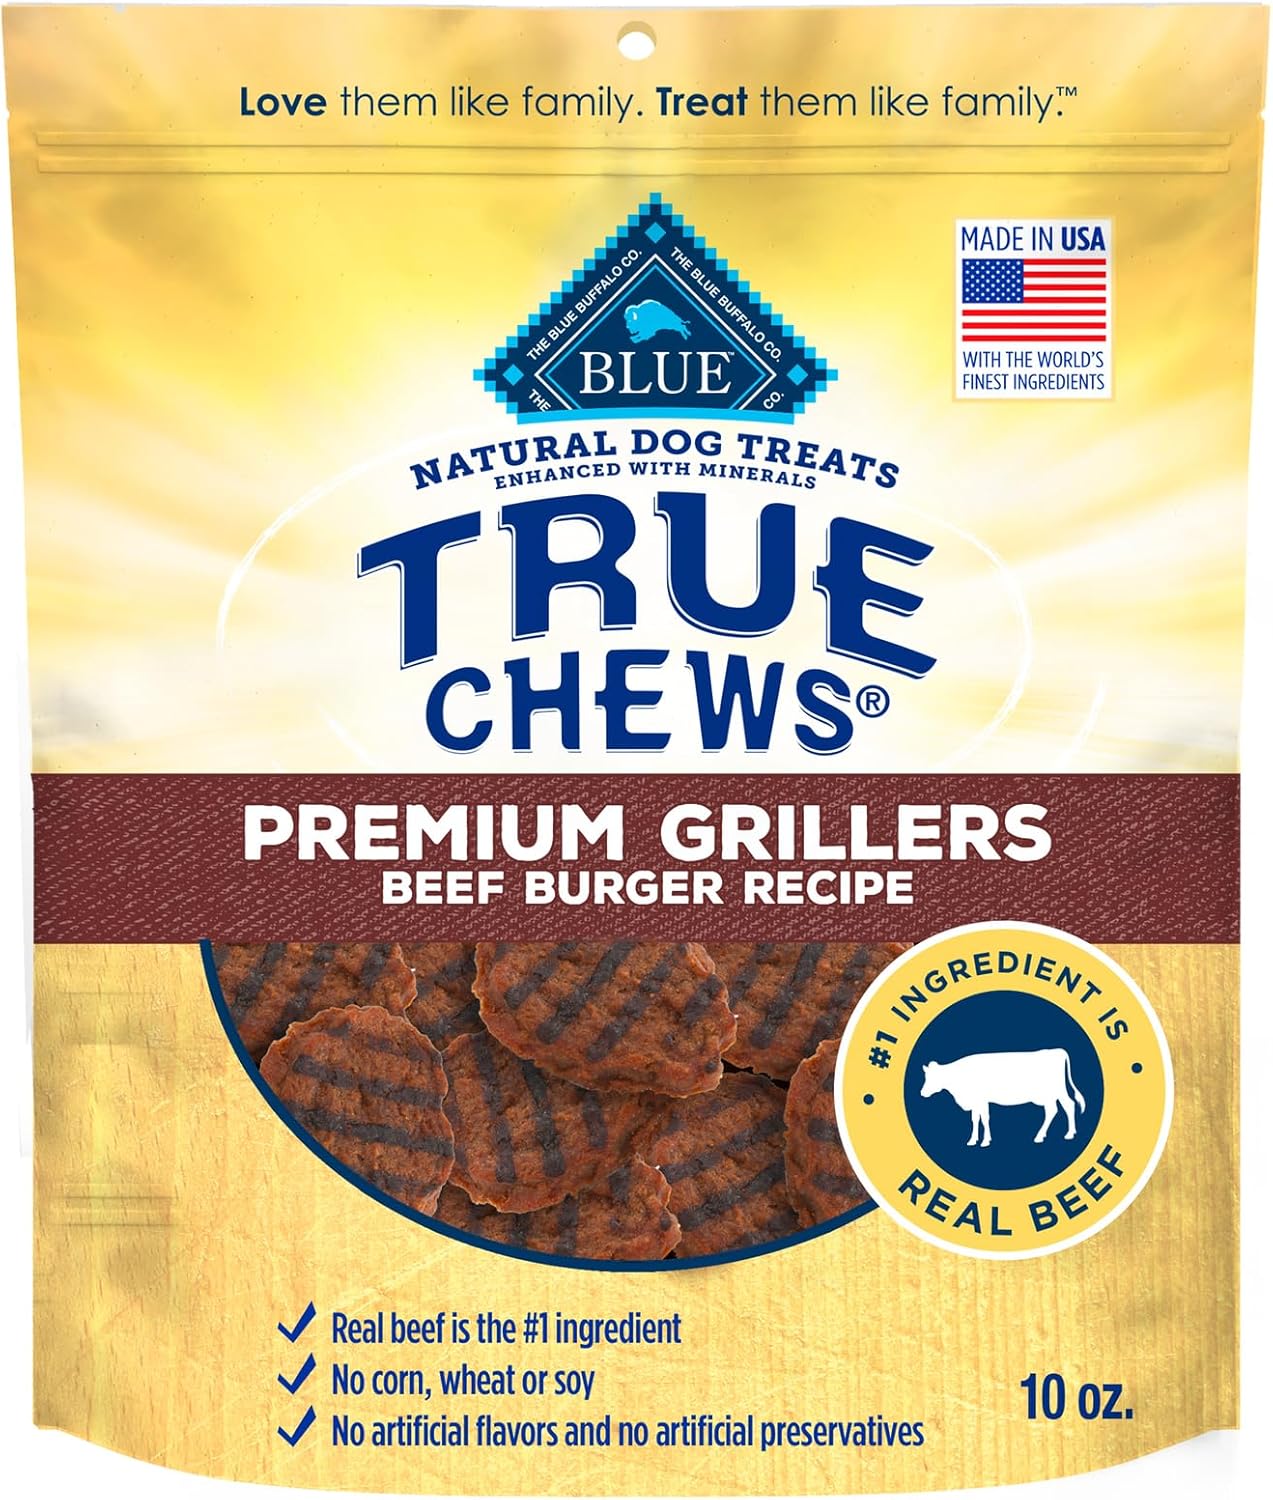 Love them like family. Treat them like family.™
MADE IN USA
WITH THE WORLD'S
FINEST INGREDIENTS
THE BLUE BUFFALO CO.
THE BLUE BUFFALO CO.
BLUE™
THE
CO.
NATURAL DOG TREATS
ENHANCED WITH MINERALS
TRUE
CHEWS®
PREMIUM GRILLERS
BEEF BURGER RECIPE
#1 INGREDIENT IS
REAL BEEF
Real beef is the #1 ingredient
No corn, wheat or soy
No artificial flavors and no artificial preservatives
10 oz.